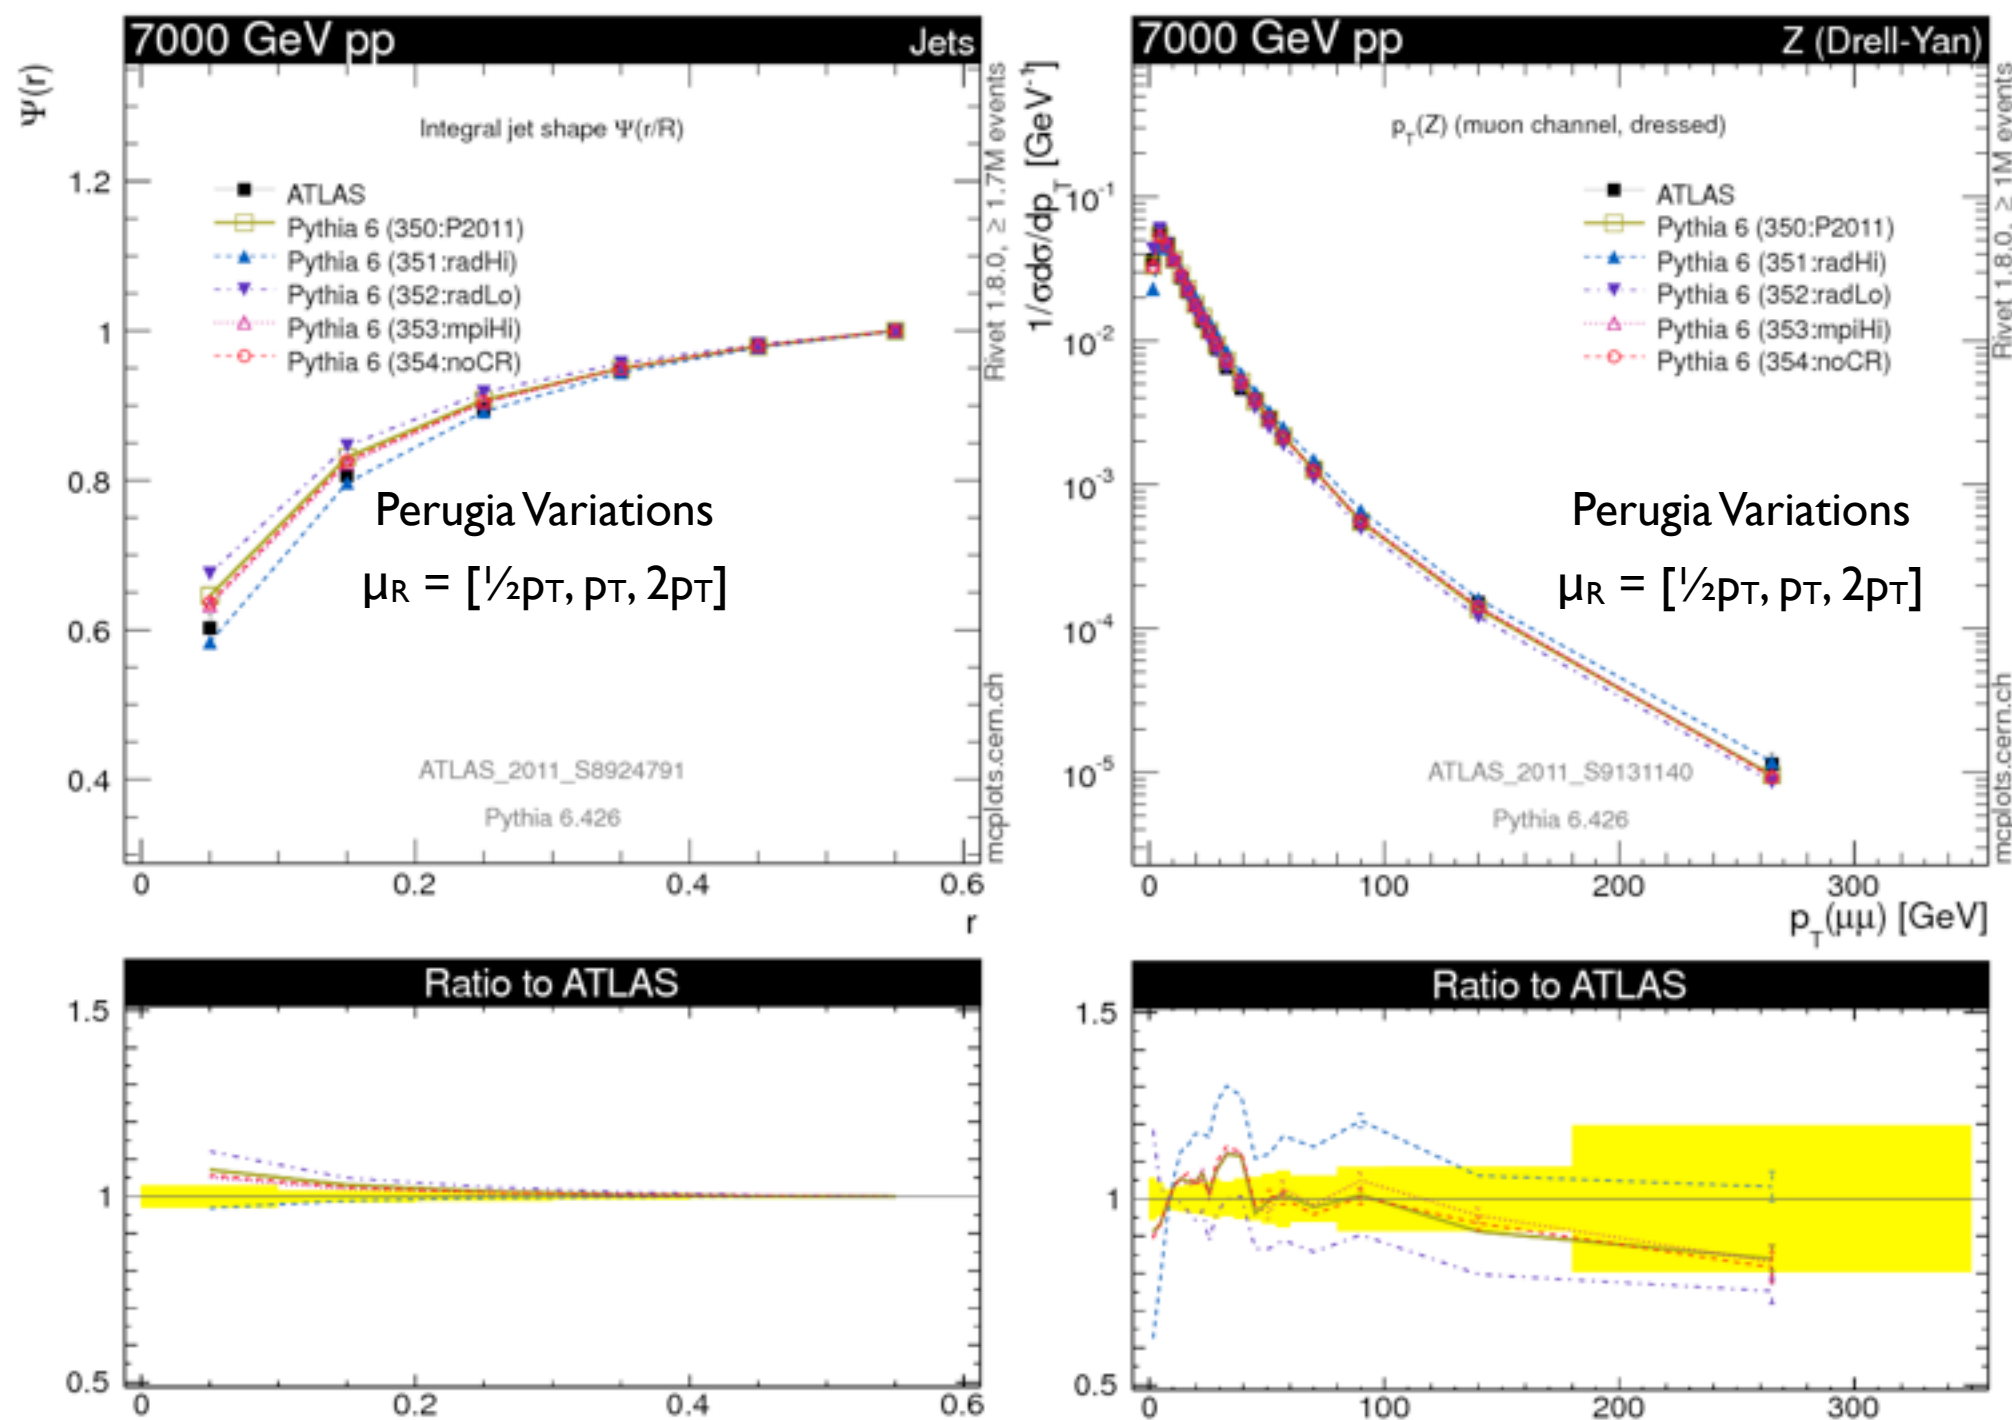 7000 GeV pp
Jets
Ψ(r)
Integral jet shape Ψ(r/R)
ATLAS
Pythia 6 (350:P2011)
Pythia 6 (351:radHi)
Pythia 6 (352:radLo)
Pythia 6 (353:mpiHi)
Pythia 6 (354:noCR)
1.2
1
0.8
0.6
0.4
Perugia Variations
μR = [½pT, pT, 2pT]
ATLAS_2011_S8924791
Pythia 6.426
Rivet 1.8.0, ≥ 1.7M events
mcplots.cern.ch
0 0.2 0.4 0.6
r
Ratio to ATLAS
1.5
1
0.5
0 0.2 0.4 0.6
7000 GeV pp
Z (Drell-Yan)
1/σdσ/dpT [GeV-1]
pT(Z) (muon channel, dressed)
ATLAS
Pythia 6 (350:P2011)
Pythia 6 (351:radHi)
Pythia 6 (352:radLo)
Pythia 6 (353:mpiHi)
Pythia 6 (354:noCR)
10-1
10-2
10-3
10-4
10-5
Perugia Variations
μR = [½pT, pT, 2pT]
ATLAS_2011_S9131140
Pythia 6.426
Rivet 1.8.0, ≥ 1M events
mcplots.cern.ch
0 100 200 300
pT(μμ) [GeV]
Ratio to ATLAS
1.5
1
0.5
0 100 200 300